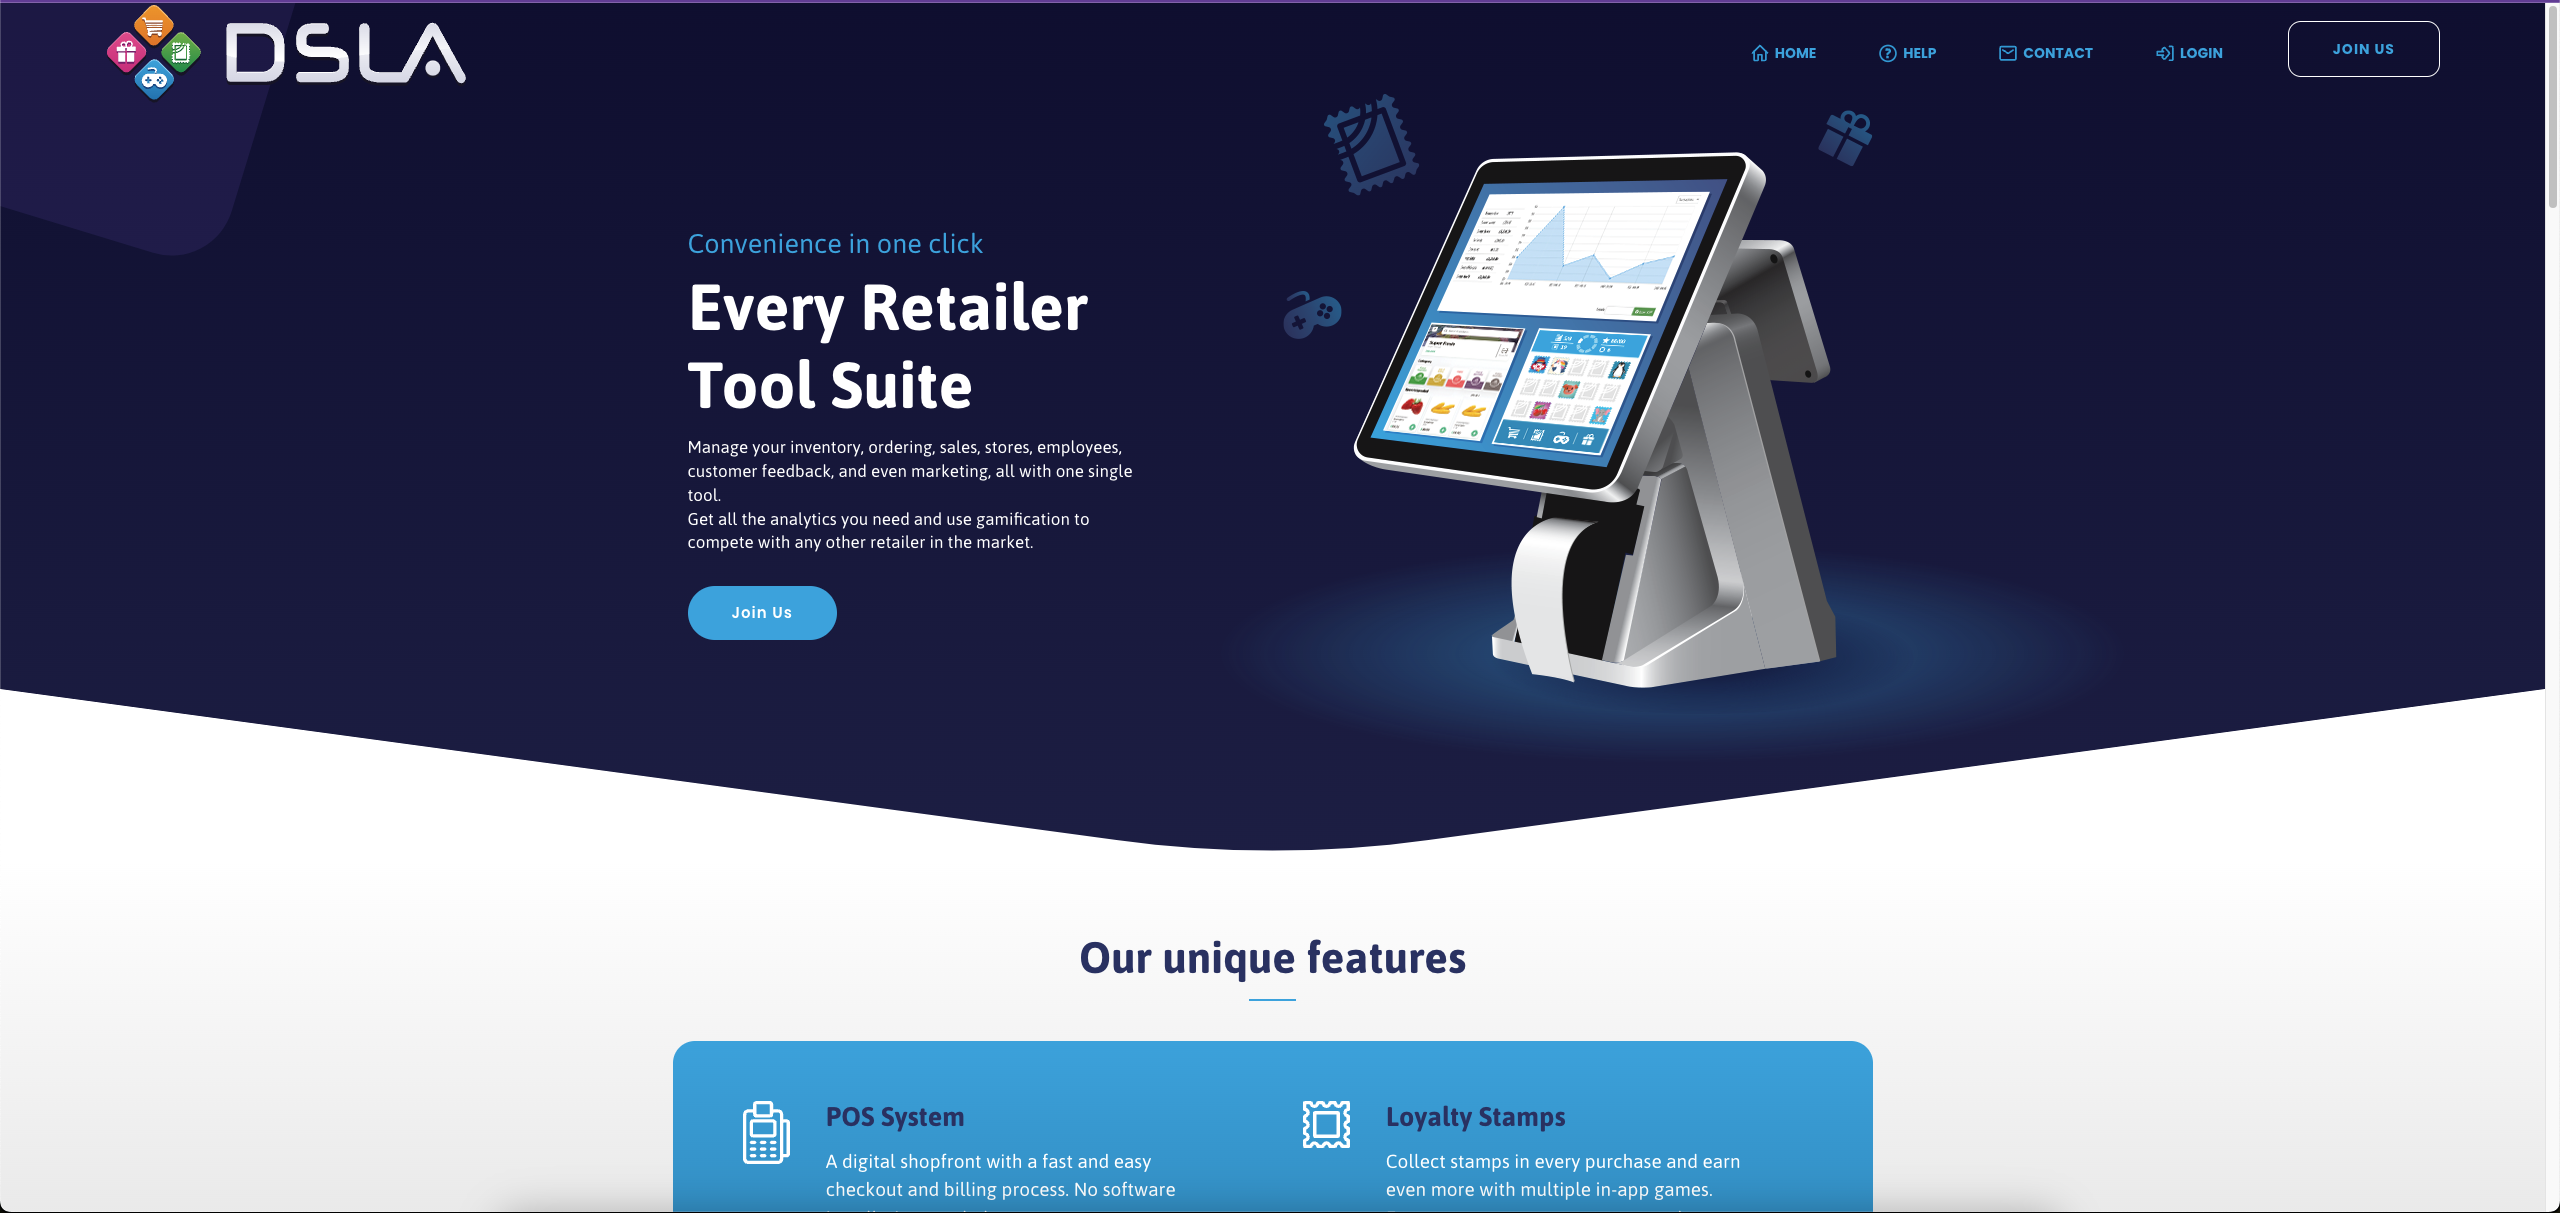 DSLA
HOME
HELP
CONTACT
LOGIN
JOIN US
Convenience in one click
Every Retailer
Tool Suite
Manage your inventory, ordering, sales, stores, employees,
customer feedback, and even marketing, all with one single
tool.
Get all the analytics you need and use gamification to
compete with any other retailer in the market.
Join Us
Super Fresh
Our unique features
POS System
A digital shopfront with a fast and easy
checkout and billing process. No software
Loyalty Stamps
Collect stamps in every purchase and earn
even more with multiple in-app games.